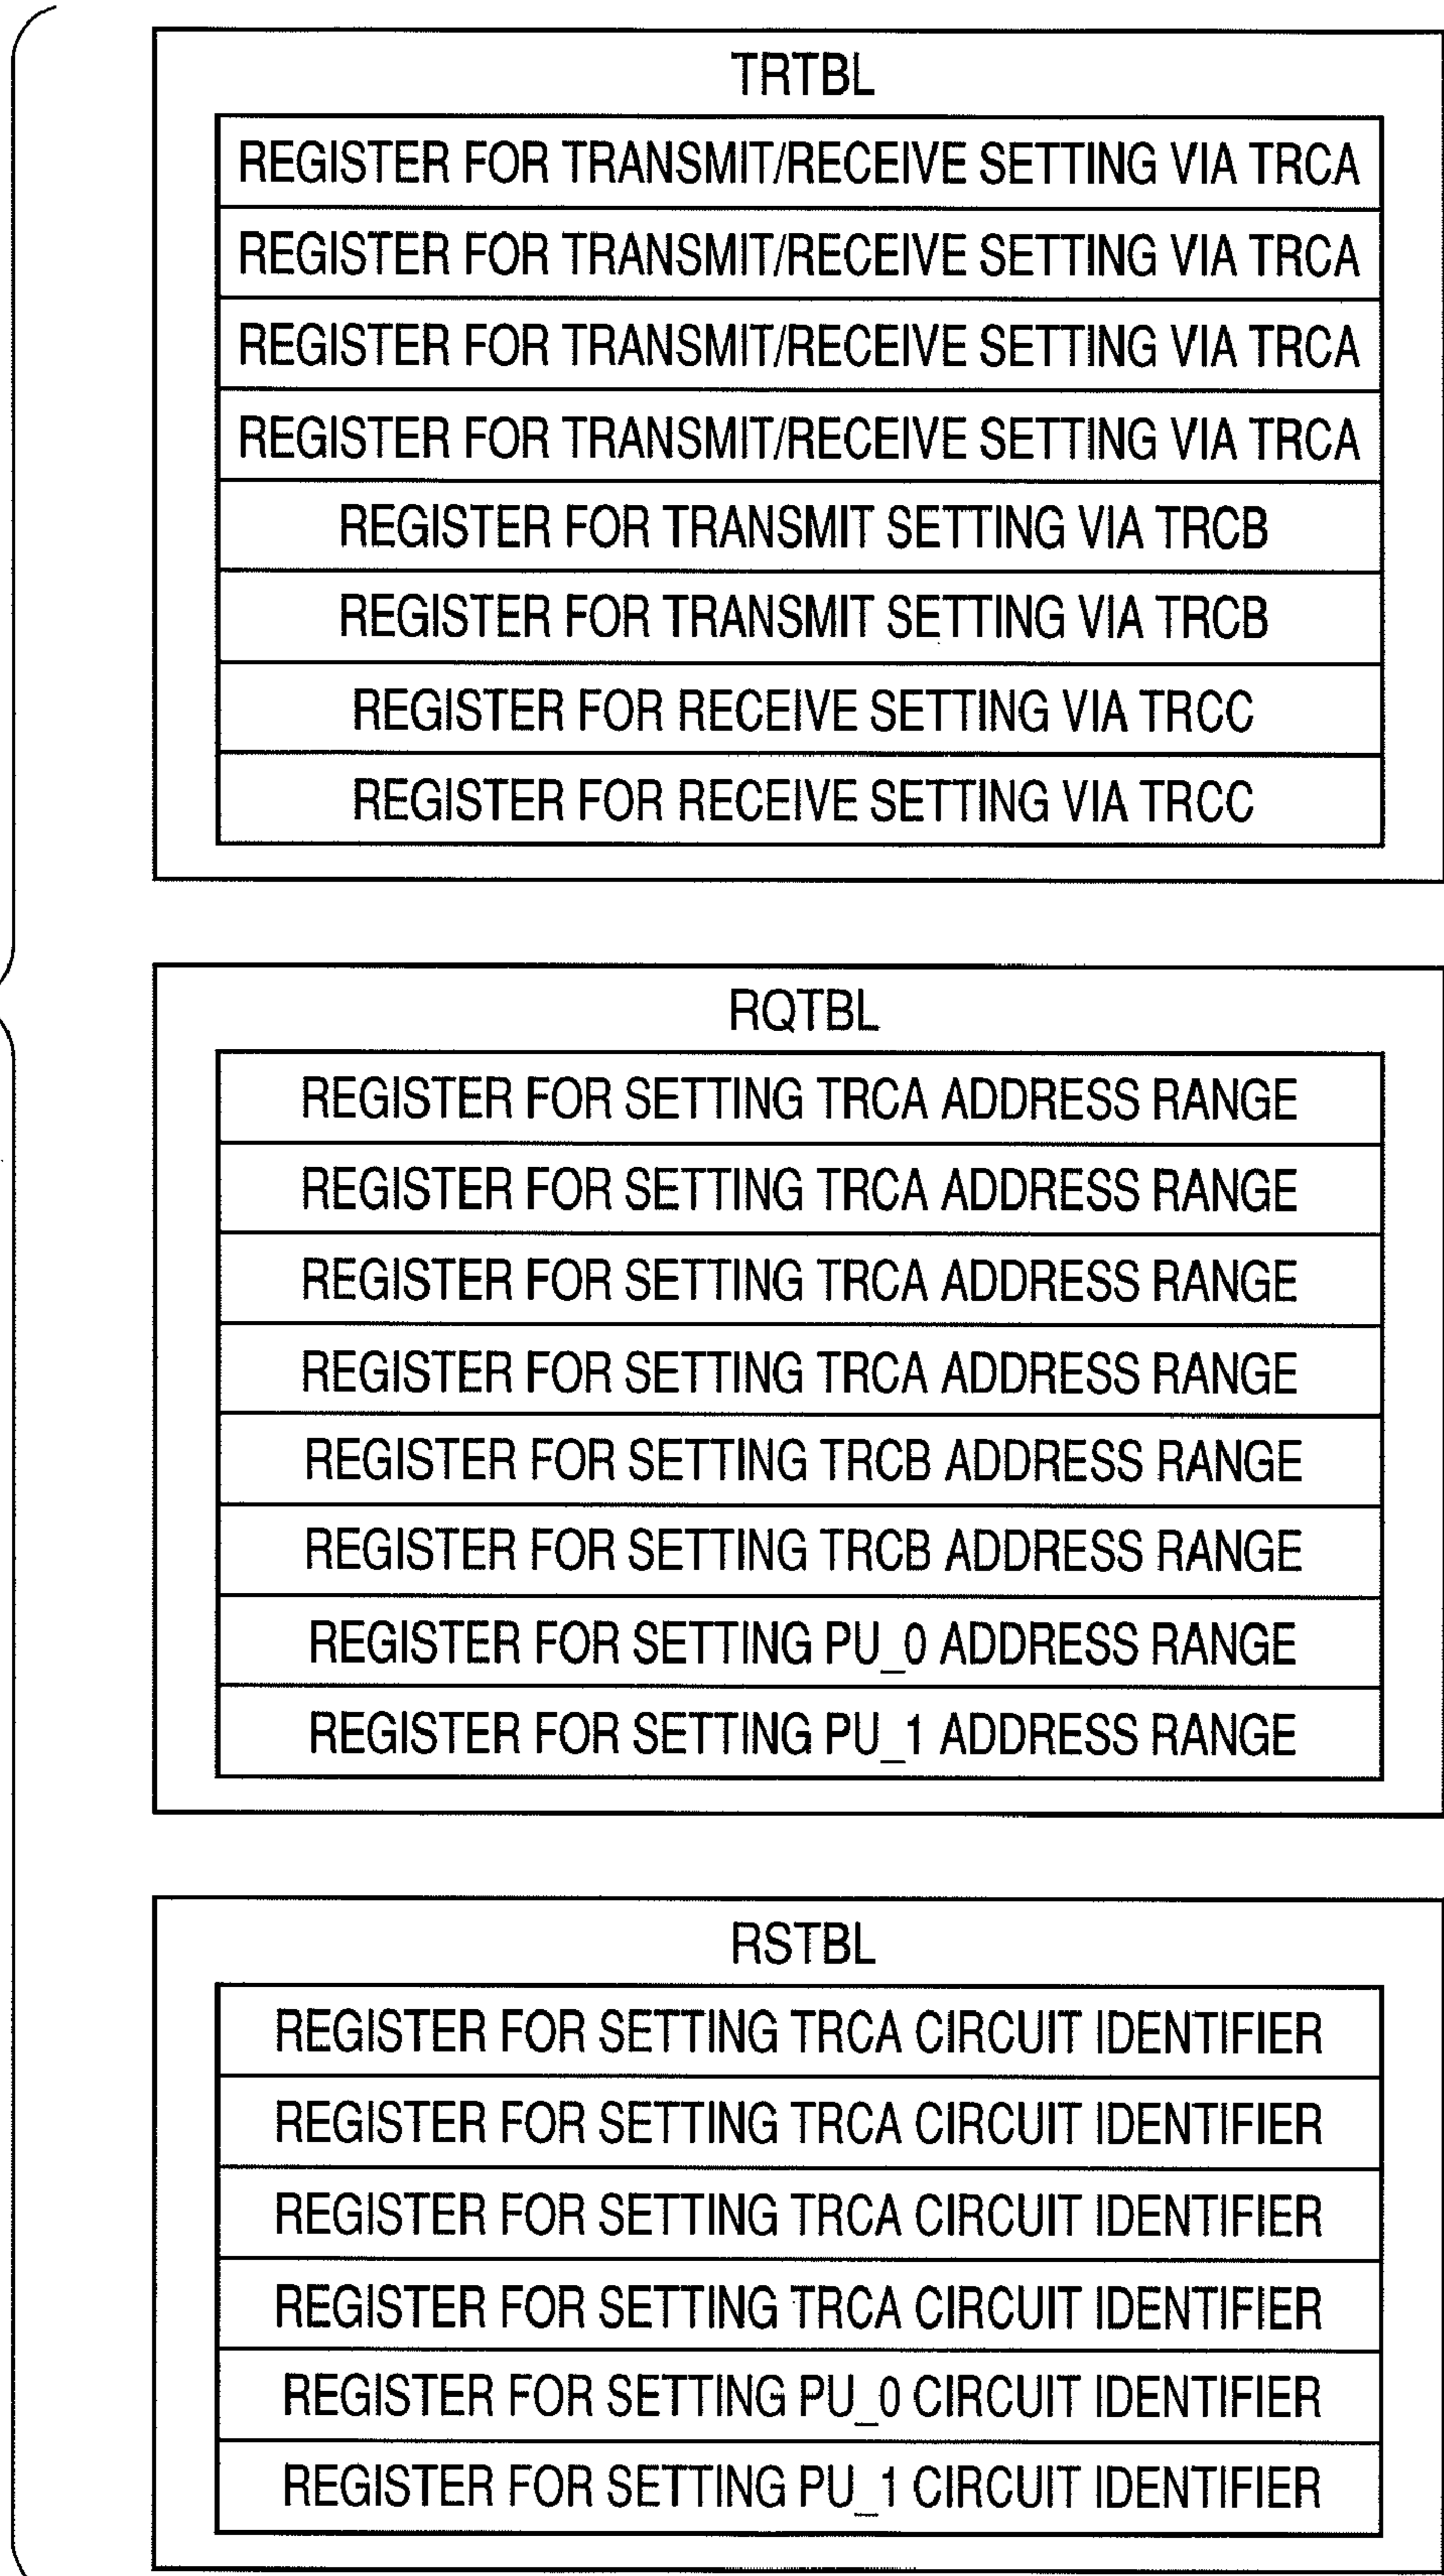 TRTBL
REGISTER FOR TRANSMIT/RECEIVE SETTING VIA TRCA
REGISTER FOR TRANSMIT/RECEIVE SETTING VIA TRCA
REGISTER FOR TRANSMIT/RECEIVE SETTING VIA TRCA
REGISTER FOR TRANSMIT/RECEIVE SETTING VIA TRCA
REGISTER FOR TRANSMIT SETTING VIA TRCB
REGISTER FOR TRANSMIT SETTING VIA TRCB
REGISTER FOR RECEIVE SETTING VIA TRCC
REGISTER FOR RECEIVE SETTING VIA TRCC
RQTBL
REGISTER FOR SETTING TRCA ADDRESS RANGE
REGISTER FOR SETTING TRCA ADDRESS RANGE
REGISTER FOR SETTING TRCA ADDRESS RANGE
REGISTER FOR SETTING TRCA ADDRESS RANGE
REGISTER FOR SETTING TRCB ADDRESS RANGE
REGISTER FOR SETTING TRCB ADDRESS RANGE
REGISTER FOR SETTING PU_0 ADDRESS RANGE
REGISTER FOR SETTING PU_1 ADDRESS RANGE
RSTBL
REGISTER FOR SETTING TRCA CIRCUIT IDENTIFIER
REGISTER FOR SETTING TRCA CIRCUIT IDENTIFIER
REGISTER FOR SETTING TRCA CIRCUIT IDENTIFIER
REGISTER FOR SETTING TRCA CIRCUIT IDENTIFIER
REGISTER FOR SETTING PU_0 CIRCUIT IDENTIFIER
REGISTER FOR SETTING PU_1 CIRCUIT IDENTIFIER